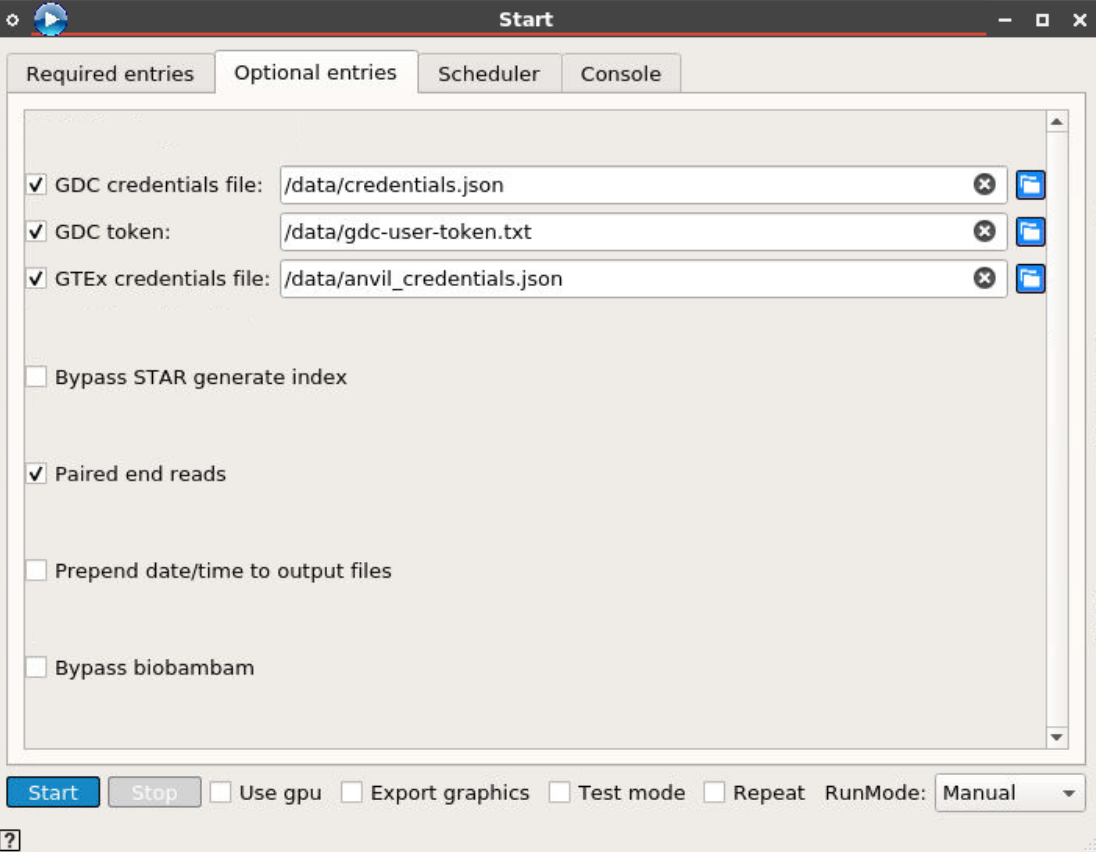 Start
Required entries Optional entries Scheduler Console
GDC credentials file: /data/credentials.json
GDC token: /data/gdc-user-token.txt
GTEx credentials file: /data/anvil_credentials.json
Bypass STAR generate index
Paired end reads
Prepend date/time to output files
Bypass biobambam
Start Stop Use gpu Export graphics Test mode Repeat RunMode: Manual
?